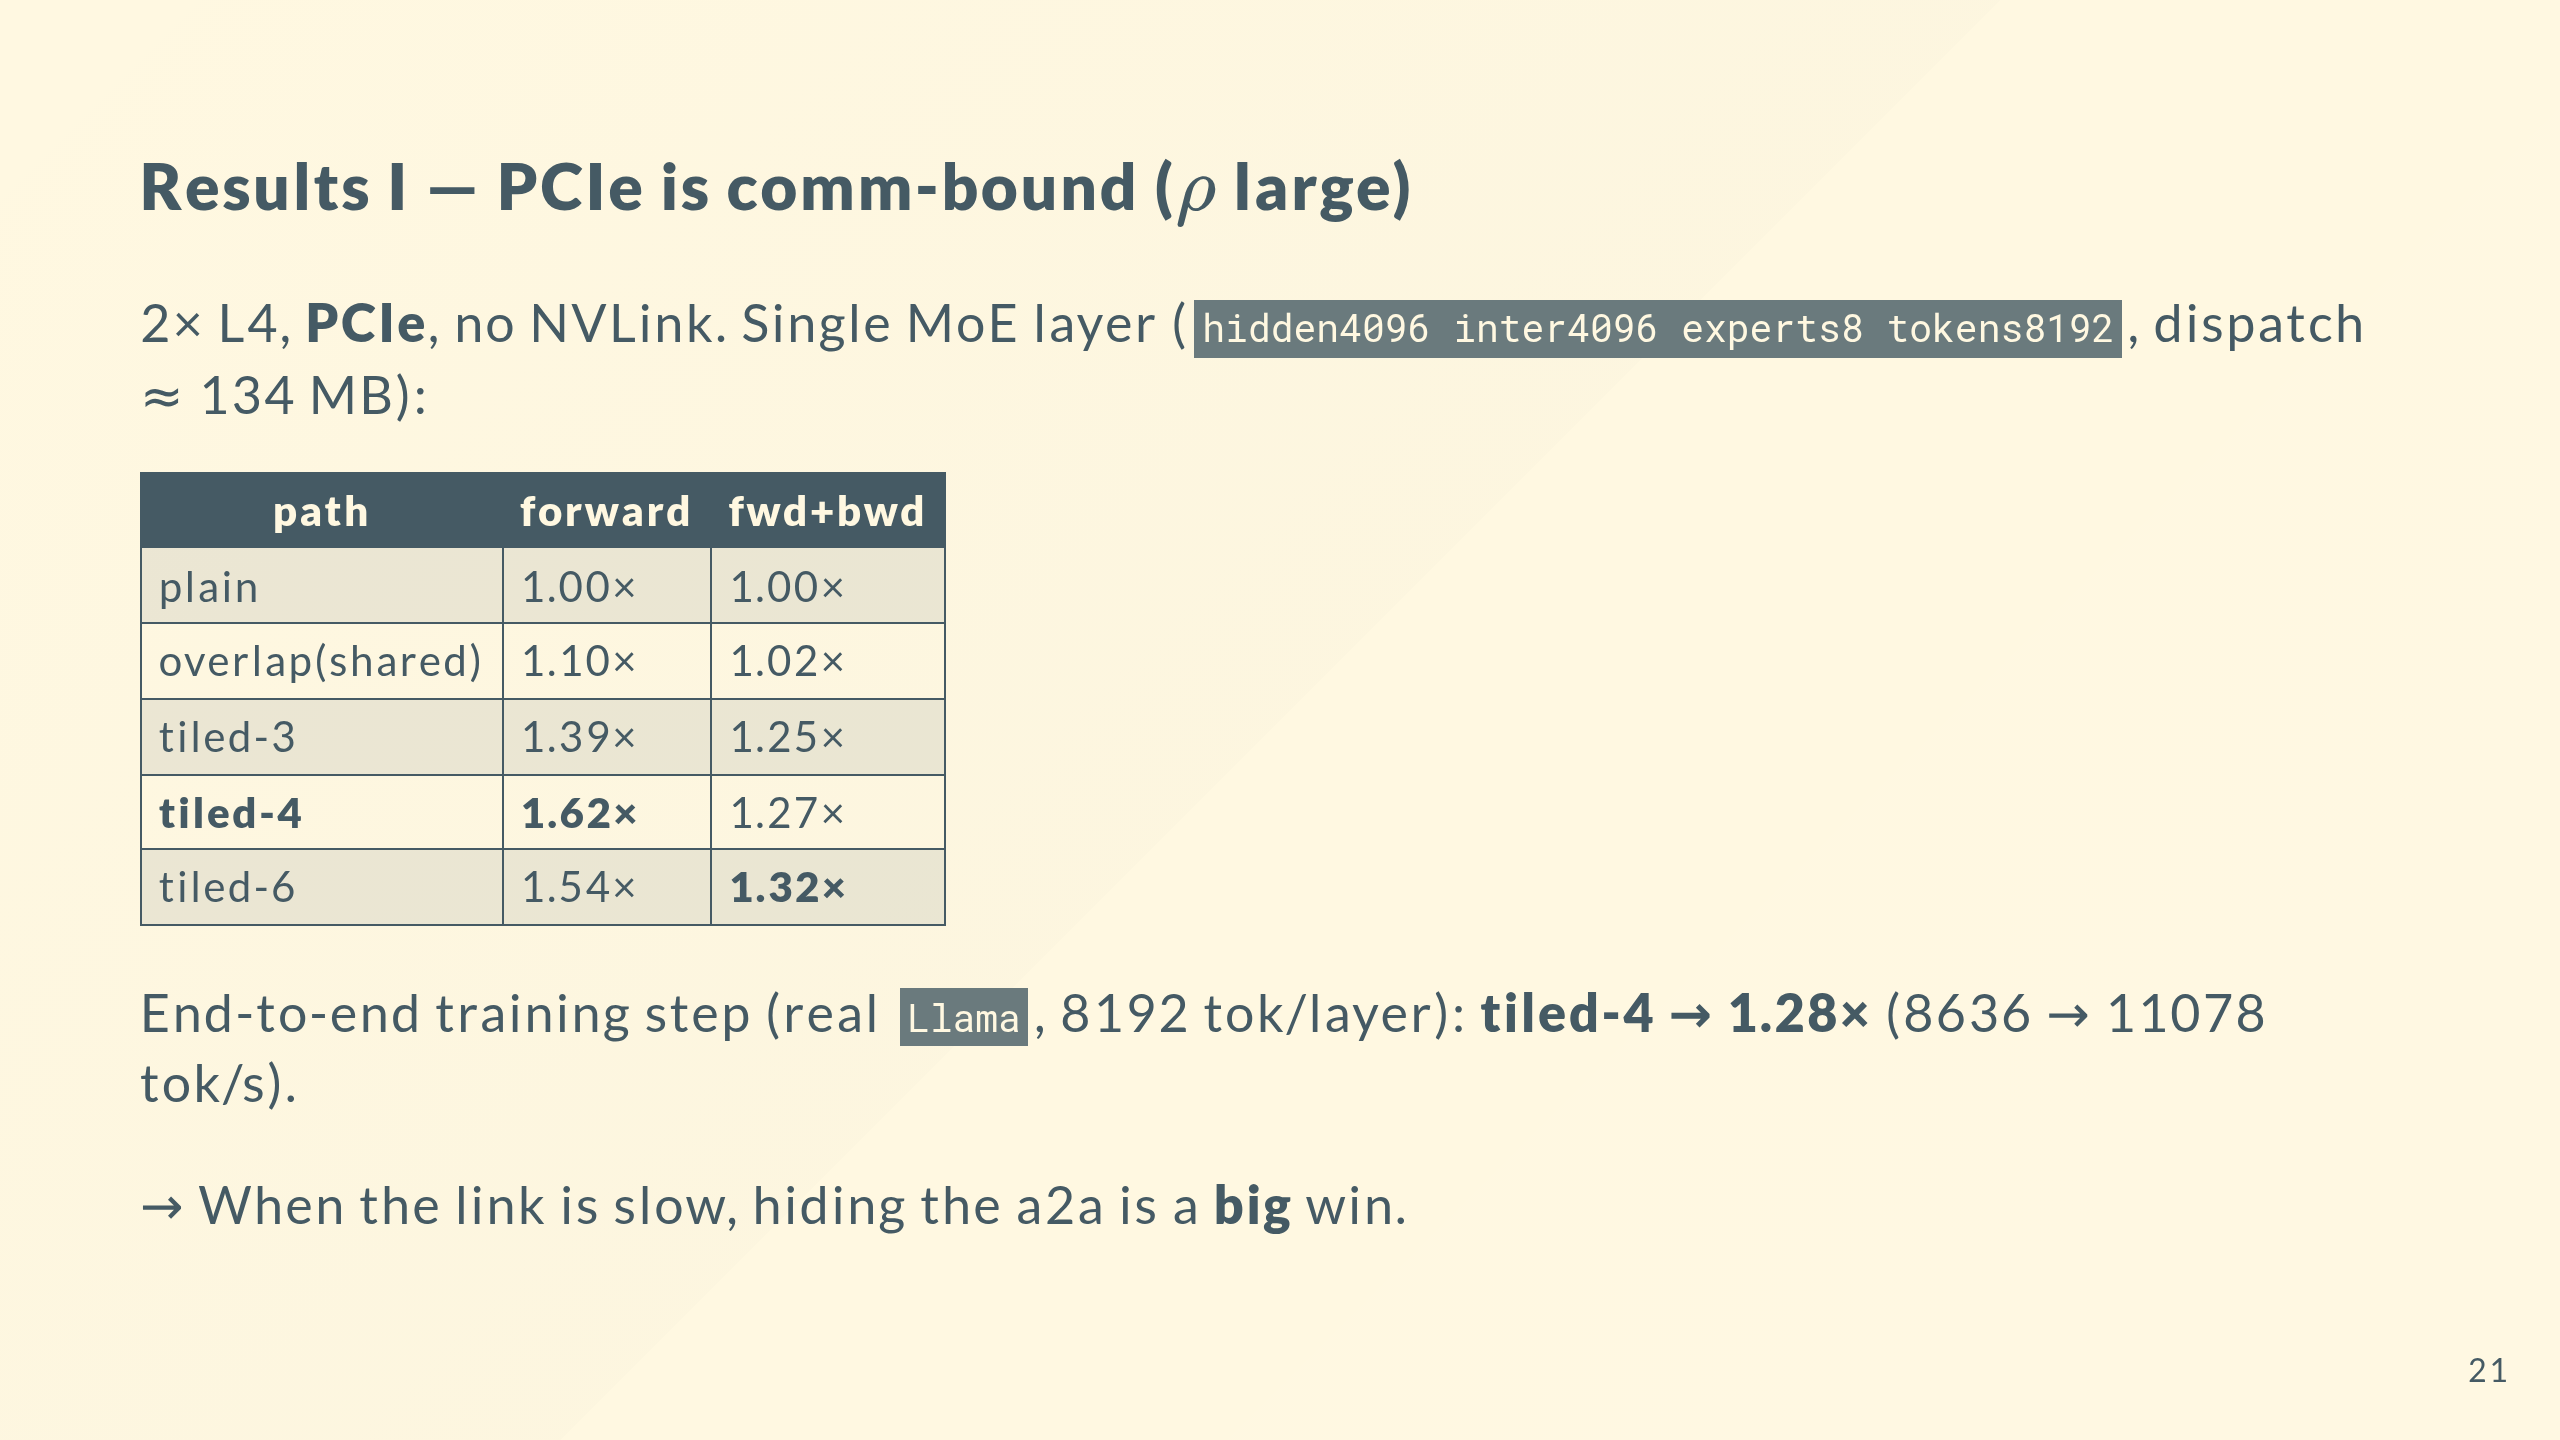 Results I — PCIe is comm-bound (ρ large)
2× L4, PCIe, no NVLink. Single MoE layer (hidden4096 inter4096 experts8 tokens8192, dispatch
≈ 134 MB):
path forward fwd+bwd
plain 1.00× 1.00×
overlap(shared) 1.10× 1.02×
tiled-3 1.39× 1.25×
tiled-4 1.62× 1.27×
tiled-6 1.54× 1.32×
End-to-end training step (real Llama, 8192 tok/layer): tiled-4 → 1.28× (8636 → 11078
tok/s).
→ When the link is slow, hiding the a2a is a big win.
21